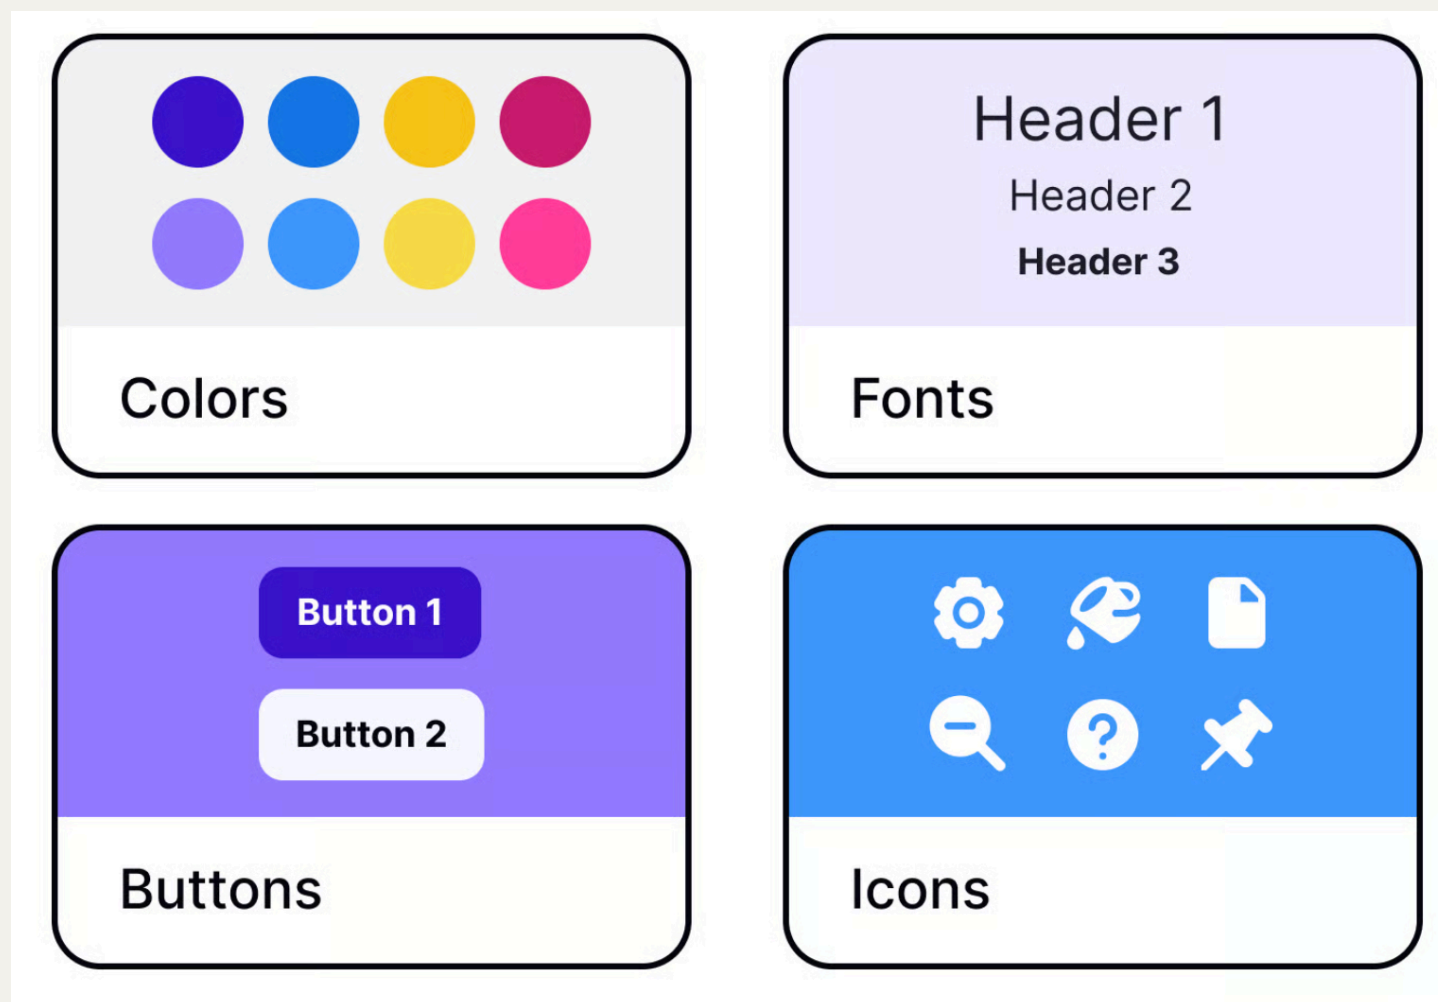 Header 1
Header 2
Header 3
Colors
Fonts
Button 1
Button 2
Buttons
Icons